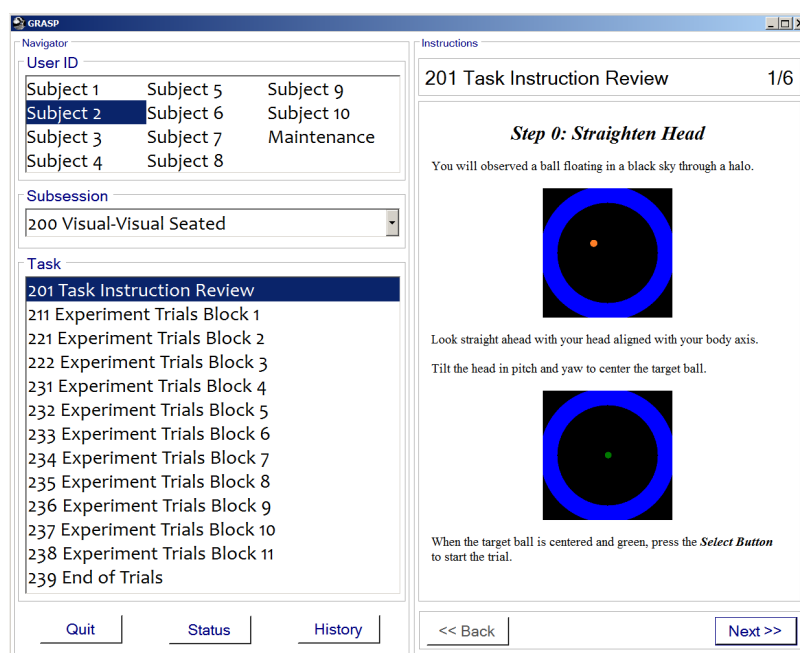 GRASP
Navigator
User ID
Subject 1 Subject 5 Subject 9
Subject 2 Subject 6 Subject 10
Subject 3 Subject 7 Maintenance
Subject 4 Subject 8
Subsession
200 Visual-Visual Seated
Task
201 Task Instruction Review
211 Experiment Trials Block 1
221 Experiment Trials Block 2
222 Experiment Trials Block 3
231 Experiment Trials Block 4
232 Experiment Trials Block 5
233 Experiment Trials Block 6
234 Experiment Trials Block 7
235 Experiment Trials Block 8
236 Experiment Trials Block 9
237 Experiment Trials Block 10
238 Experiment Trials Block 11
239 End of Trials
Quit Status History
Instructions
201 Task Instruction Review 1/6
Step 0: Straighten Head
You will observed a ball floating in a black sky through a halo.
Look straight ahead with your head aligned with your body axis.
Tilt the head in pitch and yaw to center the target ball.
When the target ball is centered and green, press the Select Button
to start the trial.
<< Back Next >>